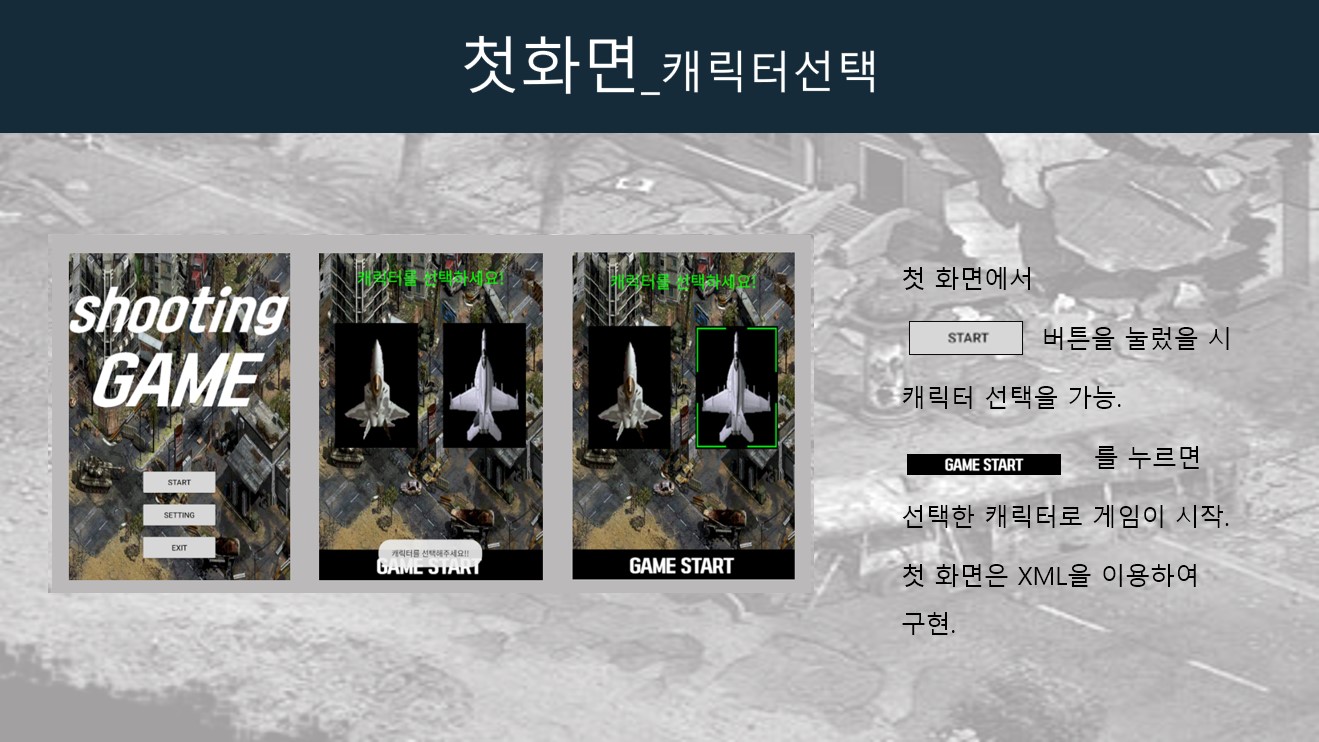 첫화면_캐릭터선택
shooting
GAME
START
SETTING
EXIT
캐릭터를 선택하세요!
캐릭터를 선택해주세요!!
GAME START
캐릭터를 선택하세요!
GAME START
첫 화면에서
START 버튼을 눌렀을 시
캐릭터 선택을 가능.
GAME START 를 누르면
선택한 캐릭터로 게임이 시작.
첫 화면은 XML을 이용하여
구현.